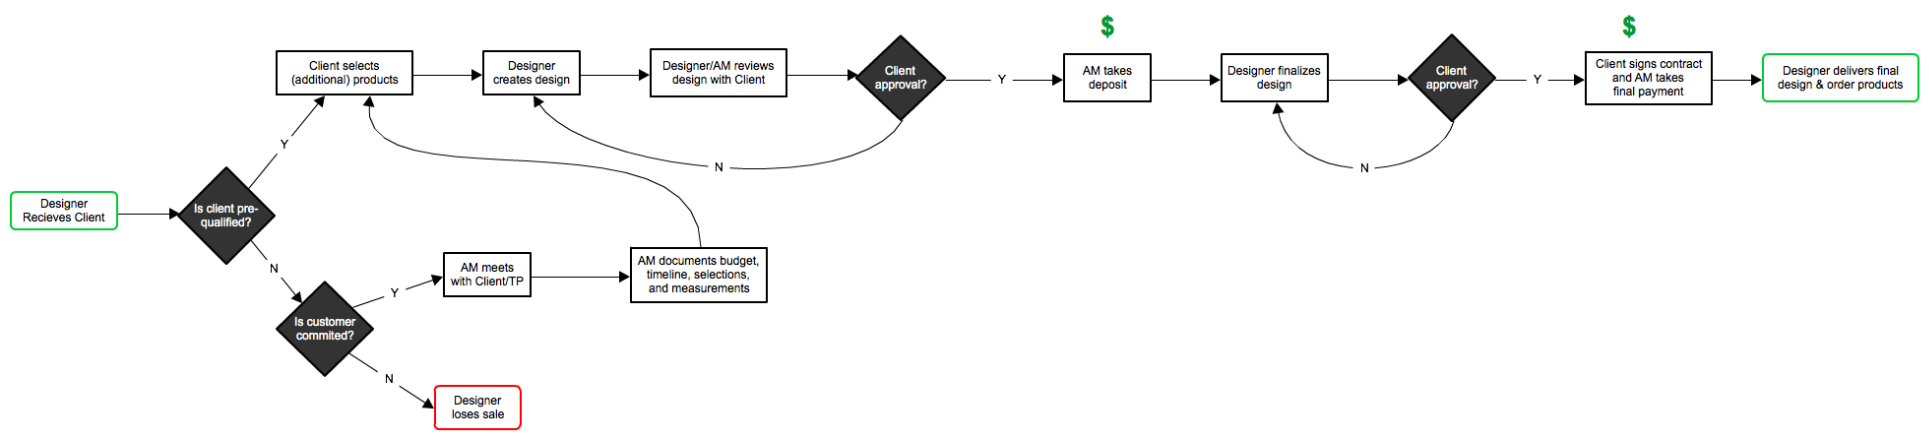 $
$
Client selects
(additional) products
Designer
creates design
Designer/AM reviews
design with Client
Client
approval?
Y
AM takes
deposit
Designer finalizes
design
Client
approval?
Y
Client signs contract
and AM takes
final payment
Designer delivers final
design & order products
Y
N
N
Designer
Recieves Client
Is client pre-
qualified?
N
AM meets
with Client/TP
AM documents budget,
timeline, selections,
and measurements
Y
Is customer
commited?
N
Designer
loses sale